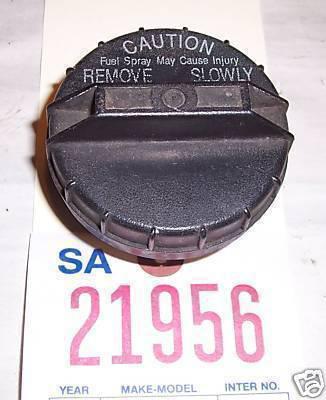 CAUTION
Fuel Spray May Cause Injury
REMOVE SLOWLY
SA
21956
YEAR MAKE-MODEL INTER NO.